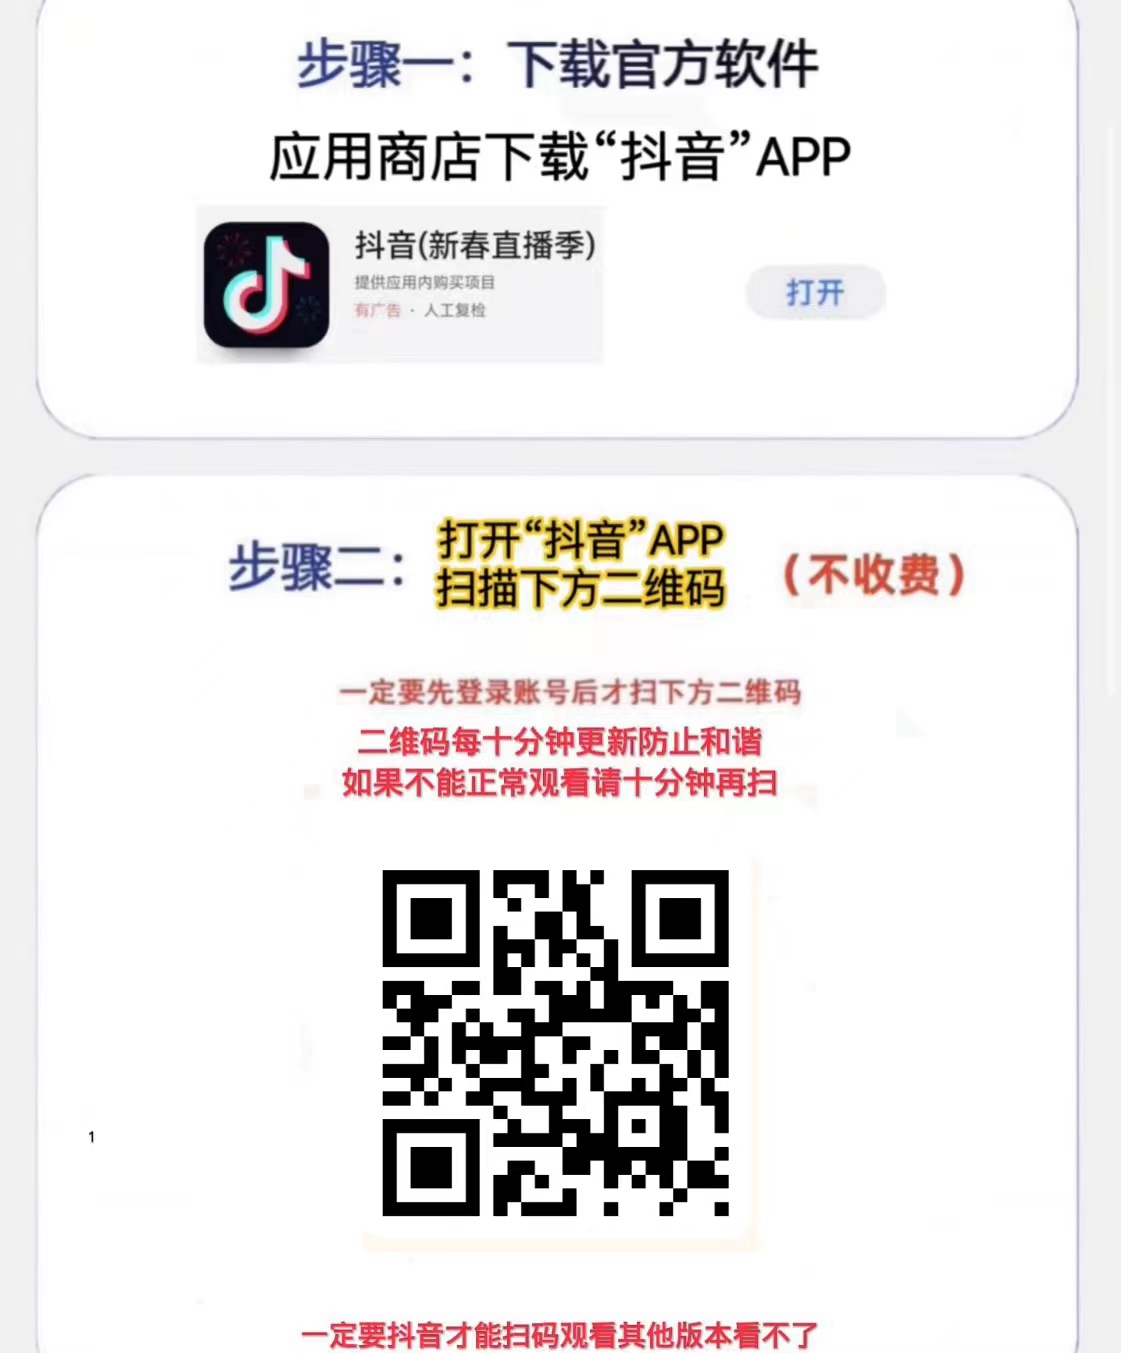 步骤一：下载官方软件
应用商店下载“抖音”APP
抖音(新春直播季)
提供应用内购买项目
有广告 · 人工复检
打开
步骤二：
打开“抖音”APP
扫描下方二维码
（不收费）
一定要先登录账号后才扫下方二维码
二维码每十分钟更新防止和谐
如果不能正常观看请十分钟再扫
1
一定要抖音才能扫码观看其他版本看不了